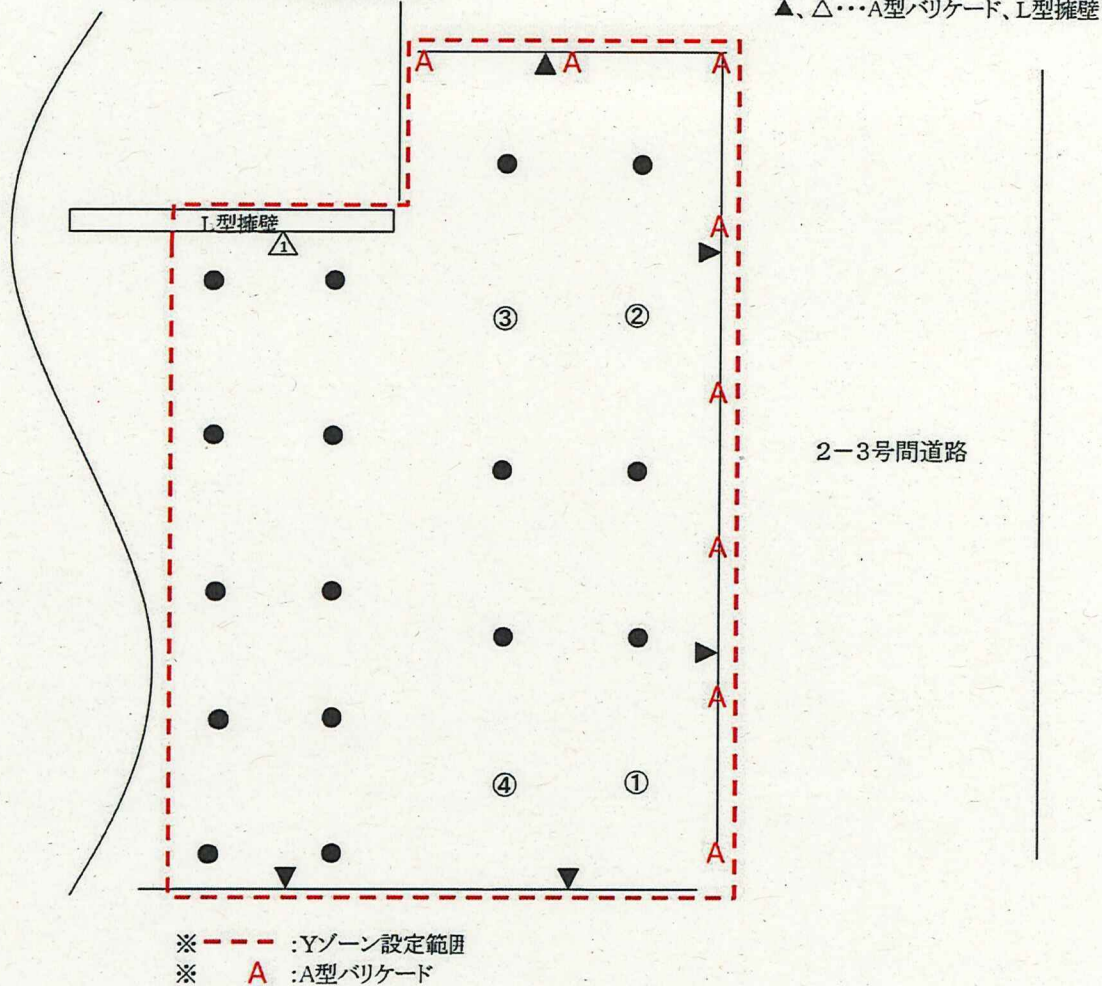 ▲、△・・・A型バリケード、L型擁壁
A A A
L型擁壁
1
A
③ ②
A
2-3号間道路
A
A
④ ①
A
※ :Yゾーン設定範囲
※ A :A型バリケード